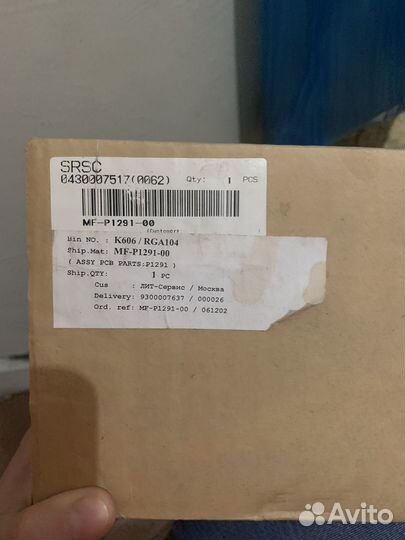 SRSC
0430007517(0062) Qty: 1 PCS
MF-P1291-00
Bin NO. : K606 / RGA104
Ship.Mat: MF-P1291-00
( ASSY PCB PARTS:P1291 )
Ship.QTY: 1 PC
Cus : ЛИТ-Сервис / Москва
Delivery: 9300007637 / 000026
Ord. ref: MF-P1291-00 / 061202
Avito